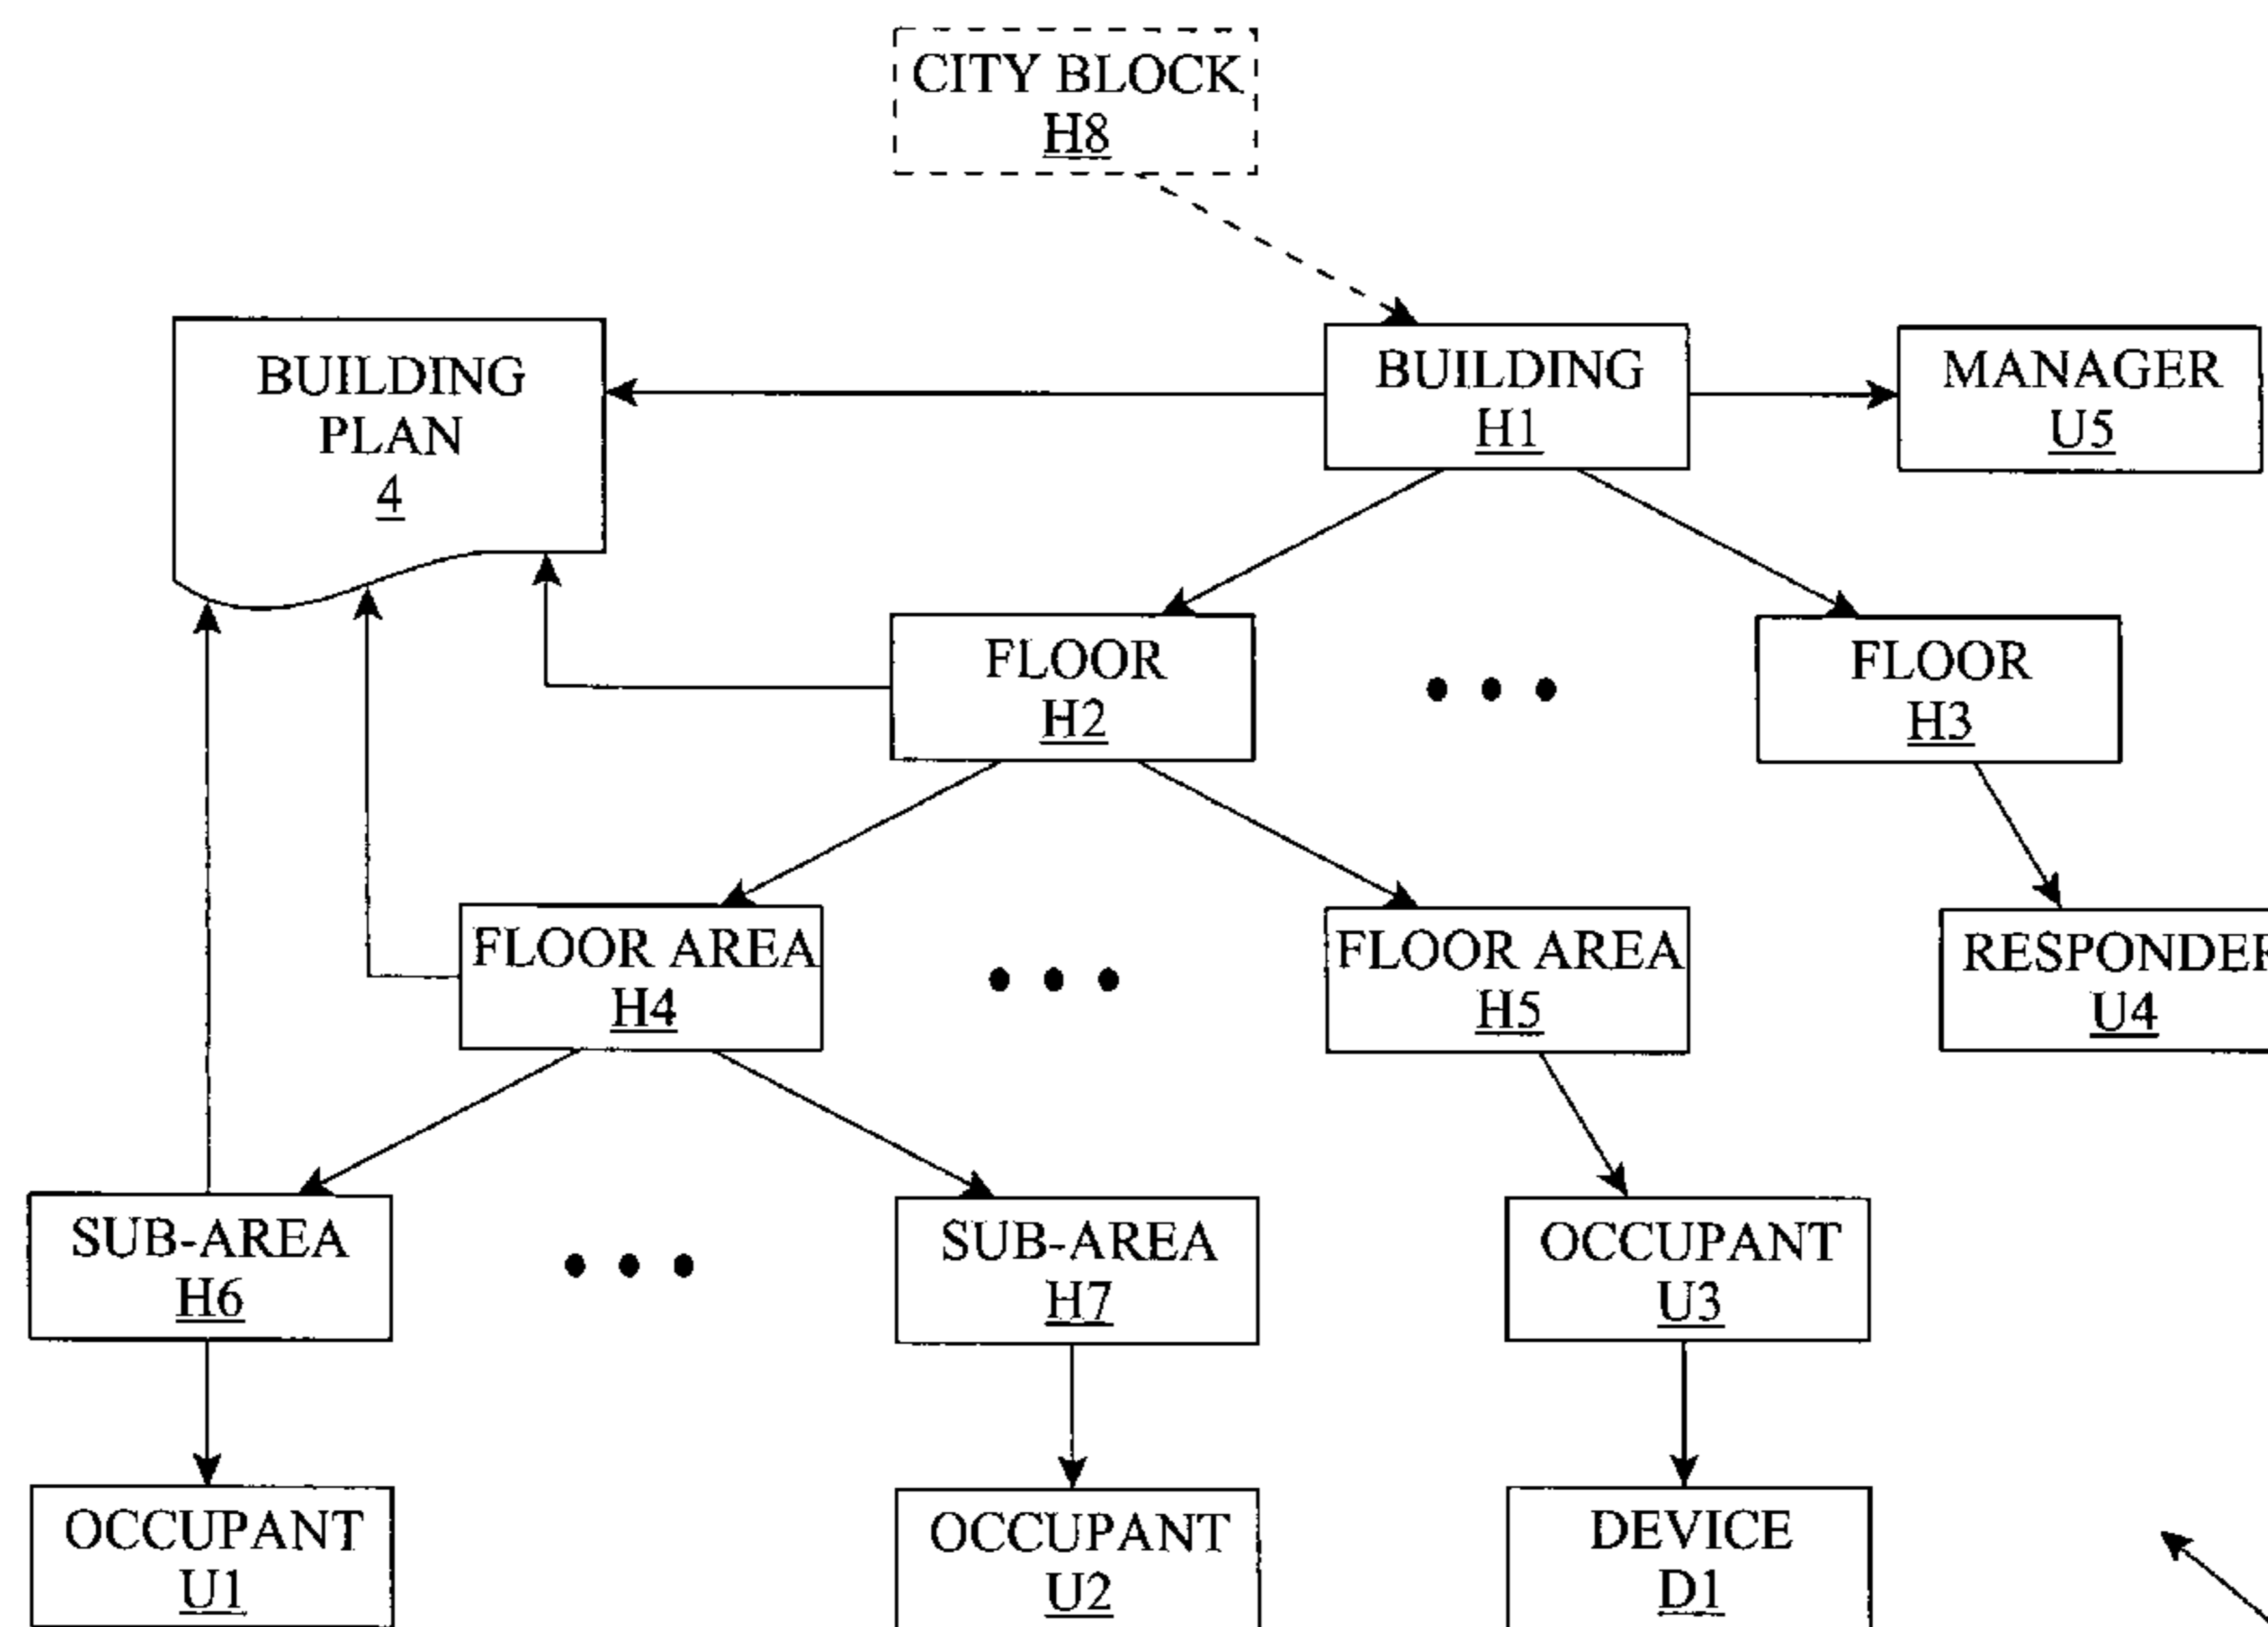 CITY BLOCK
H8
BUILDING
PLAN
4
BUILDING
H1
MANAGER
U5
FLOOR
H2
FLOOR
H3
FLOOR AREA
H4
FLOOR AREA
H5
RESPONDER
U4
SUB-AREA
H6
SUB-AREA
H7
OCCUPANT
U3
OCCUPANT
U1
OCCUPANT
U2
DEVICE
D1